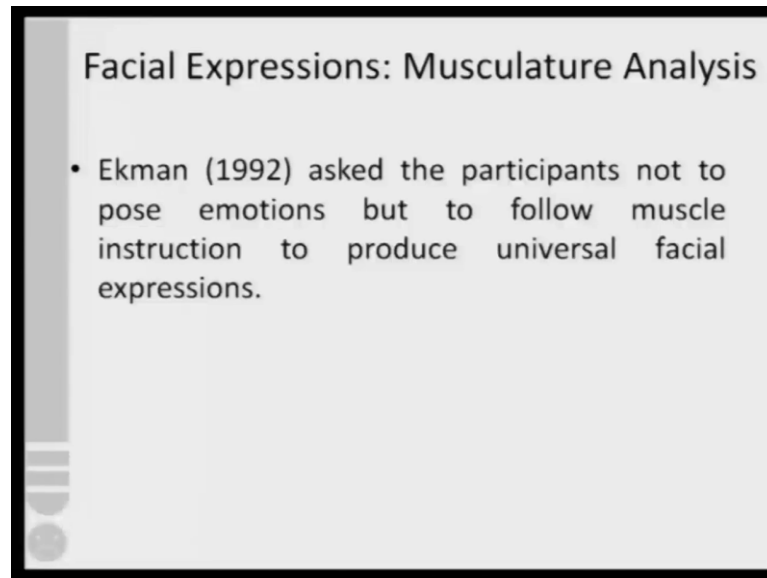 Facial Expressions: Musculature Analysis
• Ekman (1992) asked the participants not to
pose emotions but to follow muscle
instruction to produce universal facial
expressions.